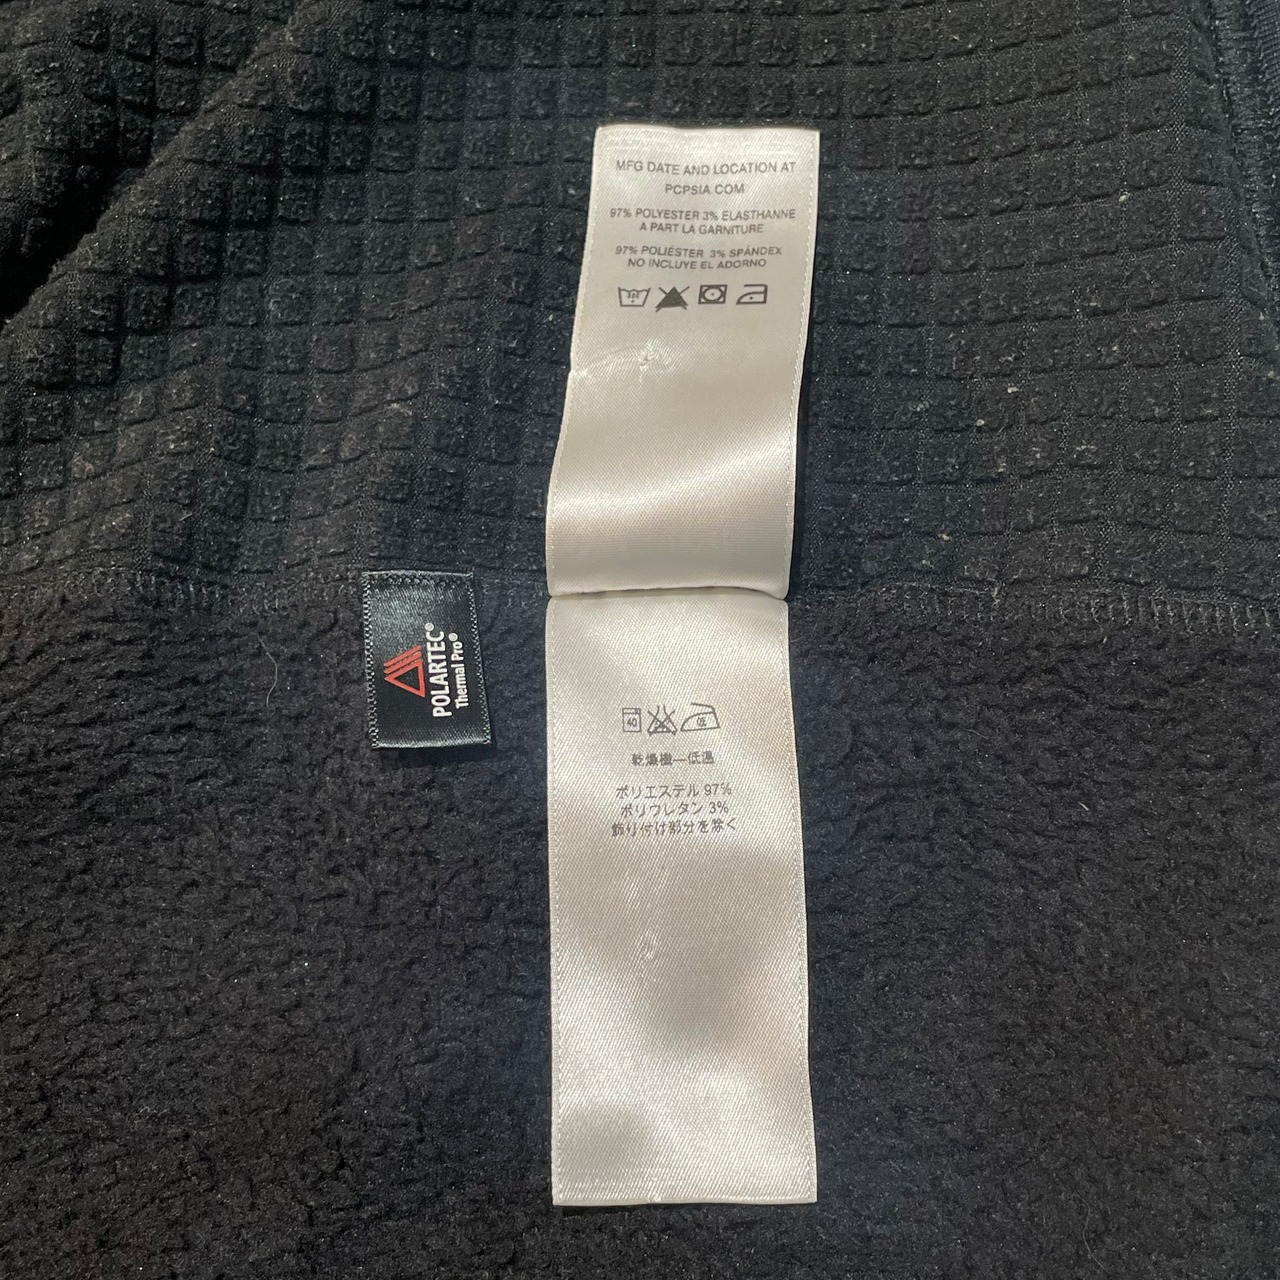 MFG DATE AND LOCATION AT
PCPSIA.COM
97% POLYESTER 3% ELASTHANNE
A PART LA GARNITURE
97% POLIÉSTER 3% SPÁNDEX
NO INCLUYE EL ADORNO
POLARTEC®
Thermal Pro®
40
乾燥機―低温
ポリエステル 97%
ポリウレタン 3%
飾り付け部分を除く